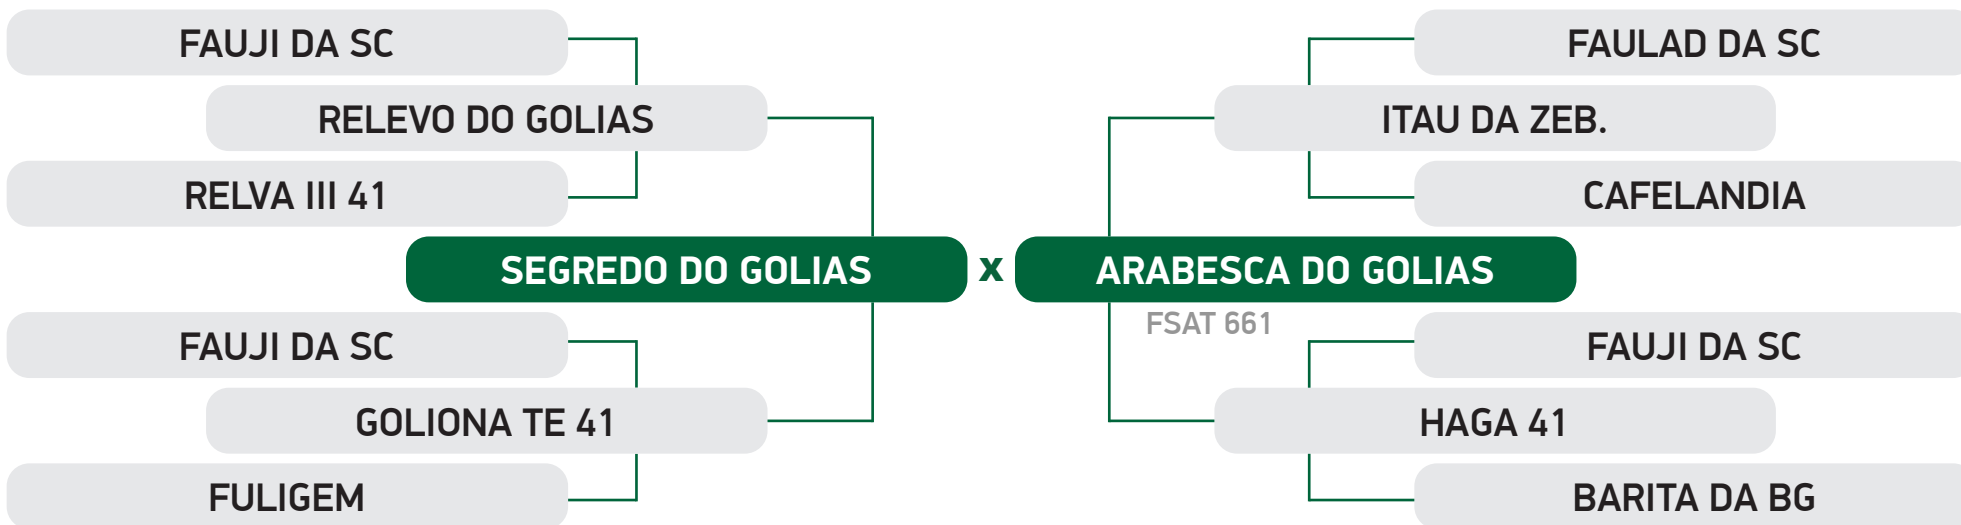 FAUJI DA SC
FAULAD DA SC
RELEVO DO GOLIAS
ITAU DA ZEB.
RELVA III 41
CAFELANDIA
SEGREDO DO GOLIAS x ARABESCA DO GOLIAS
FSAT 661
FAUJI DA SC
FAUJI DA SC
GOLIONA TE 41
HAGA 41
FULIGEM
BARITA DA BG